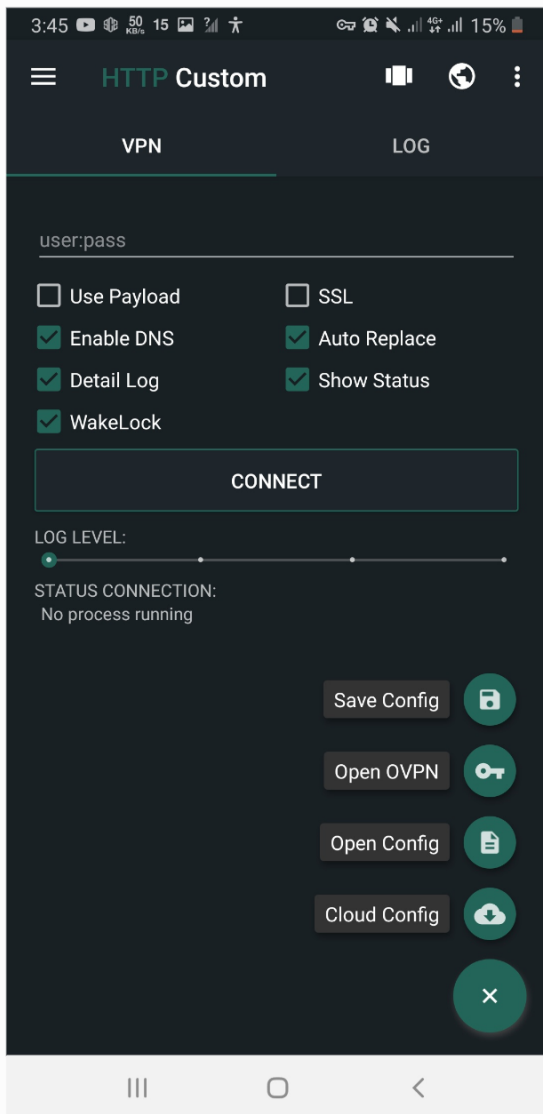 3:45 50 KB/s 15 4G+ 15%
HTTP Custom
VPN LOG
user:pass
Use Payload SSL
Enable DNS Auto Replace
Detail Log Show Status
WakeLock
CONNECT
LOG LEVEL:
STATUS CONNECTION:
No process running
Save Config
Open OVPN
Open Config
Cloud Config